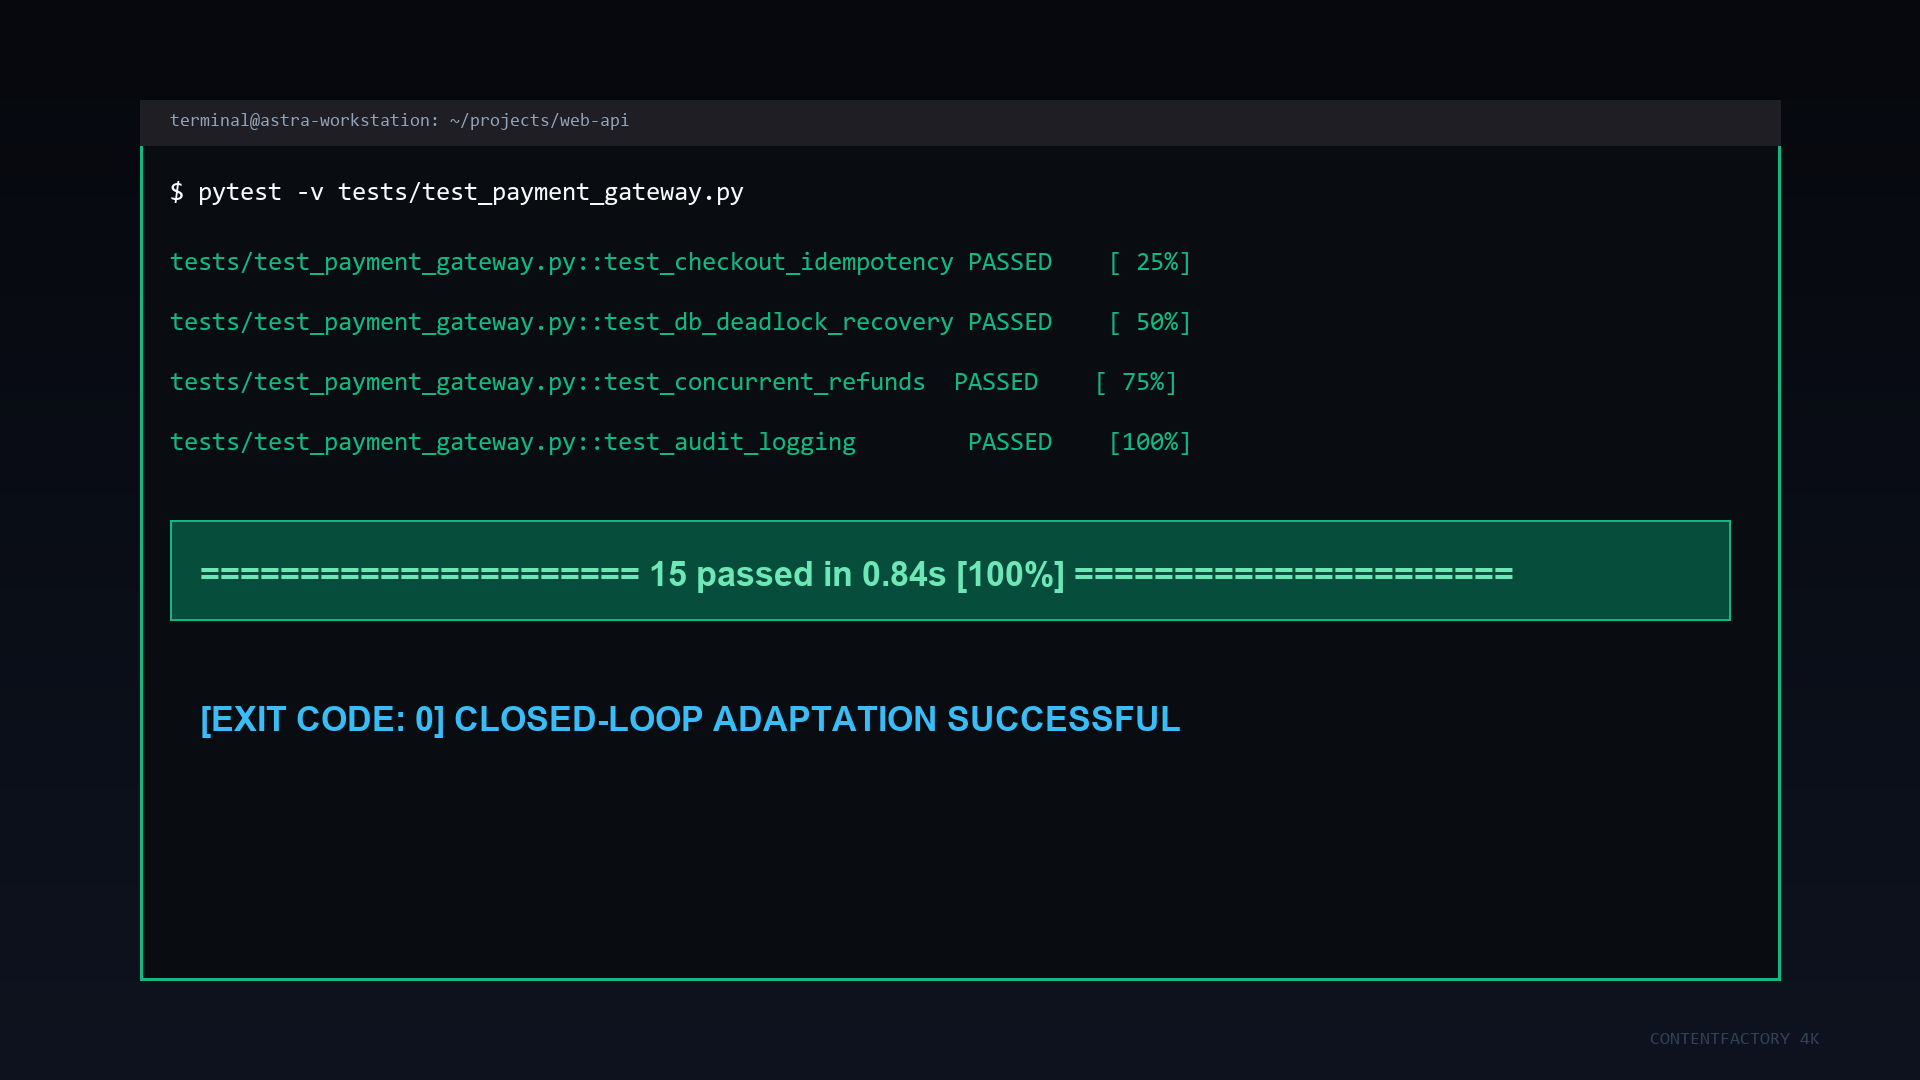 terminal@astra-workstation: ~/projects/web-api
$ pytest -v tests/test_payment_gateway.py
tests/test_payment_gateway.py::test_checkout_idempotency PASSED    [ 25%]
tests/test_payment_gateway.py::test_db_deadlock_recovery PASSED    [ 50%]
tests/test_payment_gateway.py::test_concurrent_refunds  PASSED    [ 75%]
tests/test_payment_gateway.py::test_audit_logging        PASSED    [100%]
====================== 15 passed in 0.84s [100%] ======================
[EXIT CODE: 0] CLOSED-LOOP ADAPTATION SUCCESSFUL
CONTENTFACTORY 4K